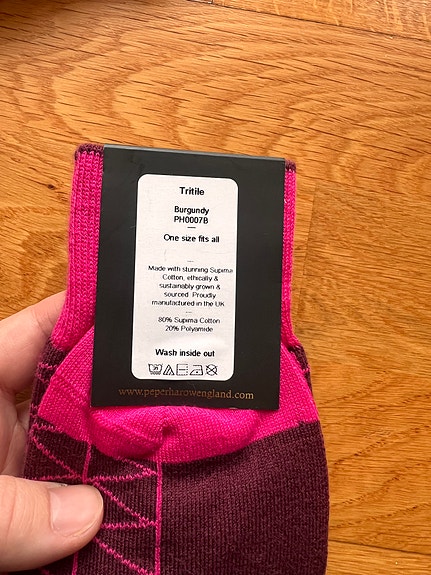 Tritile
Burgundy
PH0007B
One size fits all
Made with stunning Supima
Cotton, ethically &
sustainably grown &
sourced. Proudly
manufactured in the UK
80% Supima Cotton
20% Polyamide
Wash inside out
www.peperharowengland.com